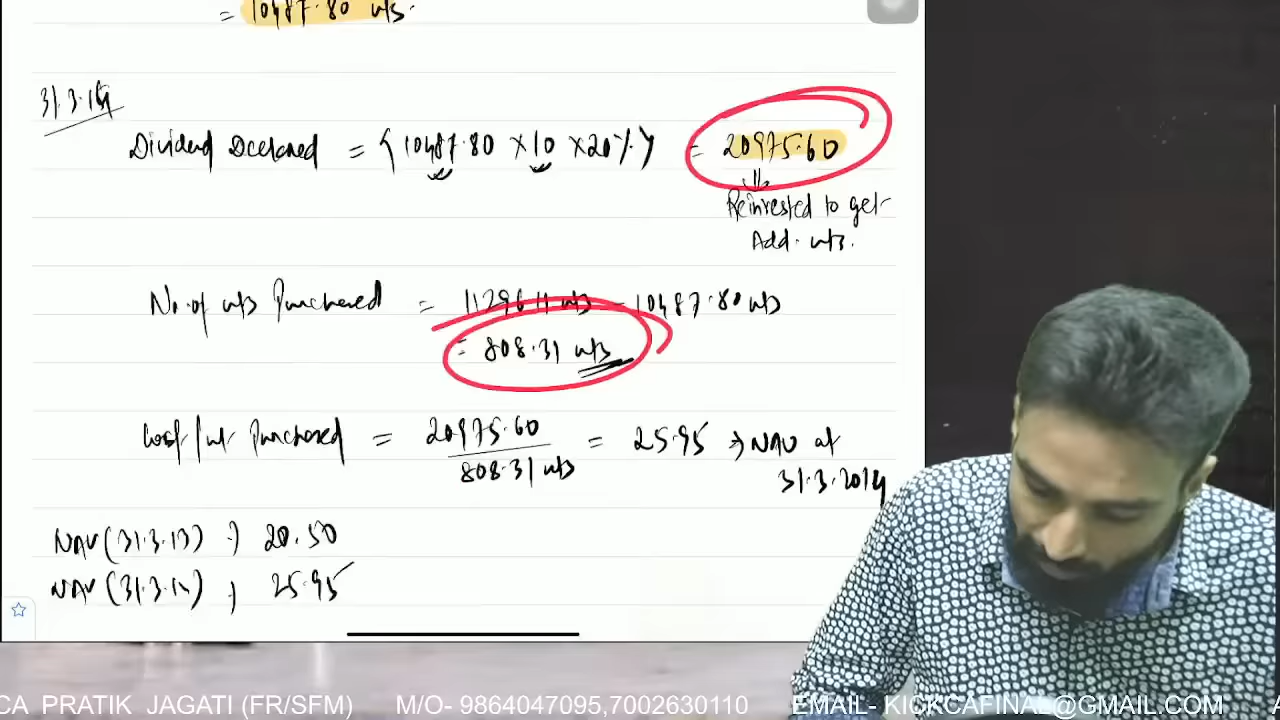 = 10487.80 uts.
31.3.14
Dividend Declared = {10487.80 × 10 × 20%} = 20975.60
Reinvested to get
Add. uts.
No. of uts Purchased = 11296.11 uts - 10487.80 uts
= 808.31 uts
Cost/ut Purchased = 20975.60 / 808.31 uts = 25.95 → NAV at
31.3.2014
NAV (31.3.13) → 20.50
NAV (31.3.14) → 25.95
CA PRATIK JAGATI (FR/SFM) M/O- 9864047095,7002630110 EMAIL- KICKCAFINAL@GMAIL.COM